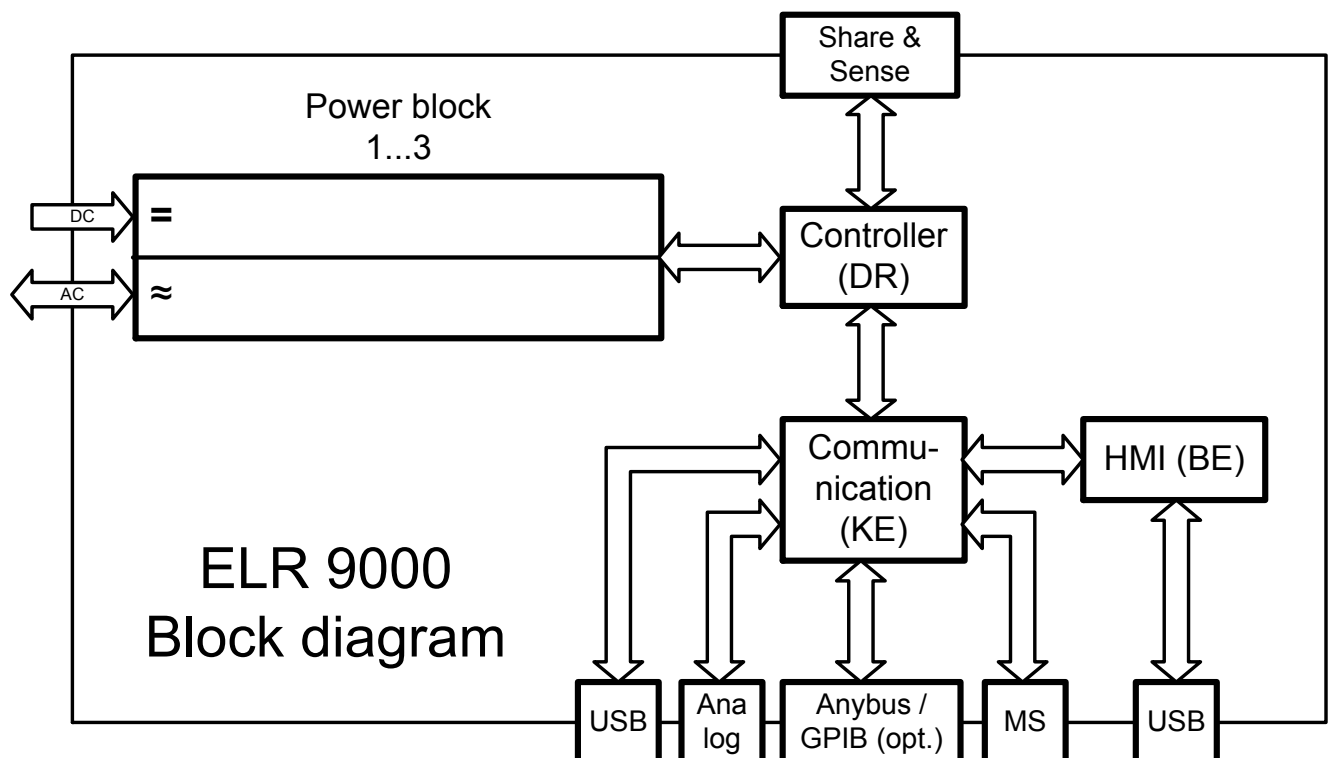 Share &
Sense
Power block
1...3
DC
=
AC
≈
Controller
(DR)
Commu-
nication
(KE)
HMI (BE)
ELR 9000
Block diagram
USB
Ana
log
Anybus /
GPIB (opt.)
MS
USB